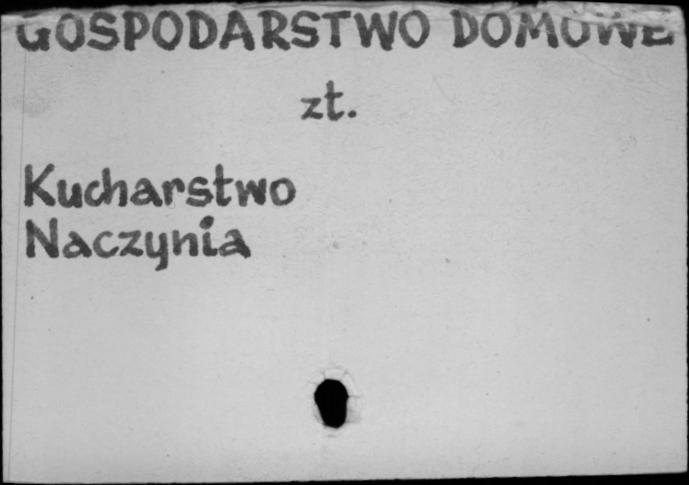 GOSPODARSTWO DOMOWE
zt.
Kucharstwo
Naczynia